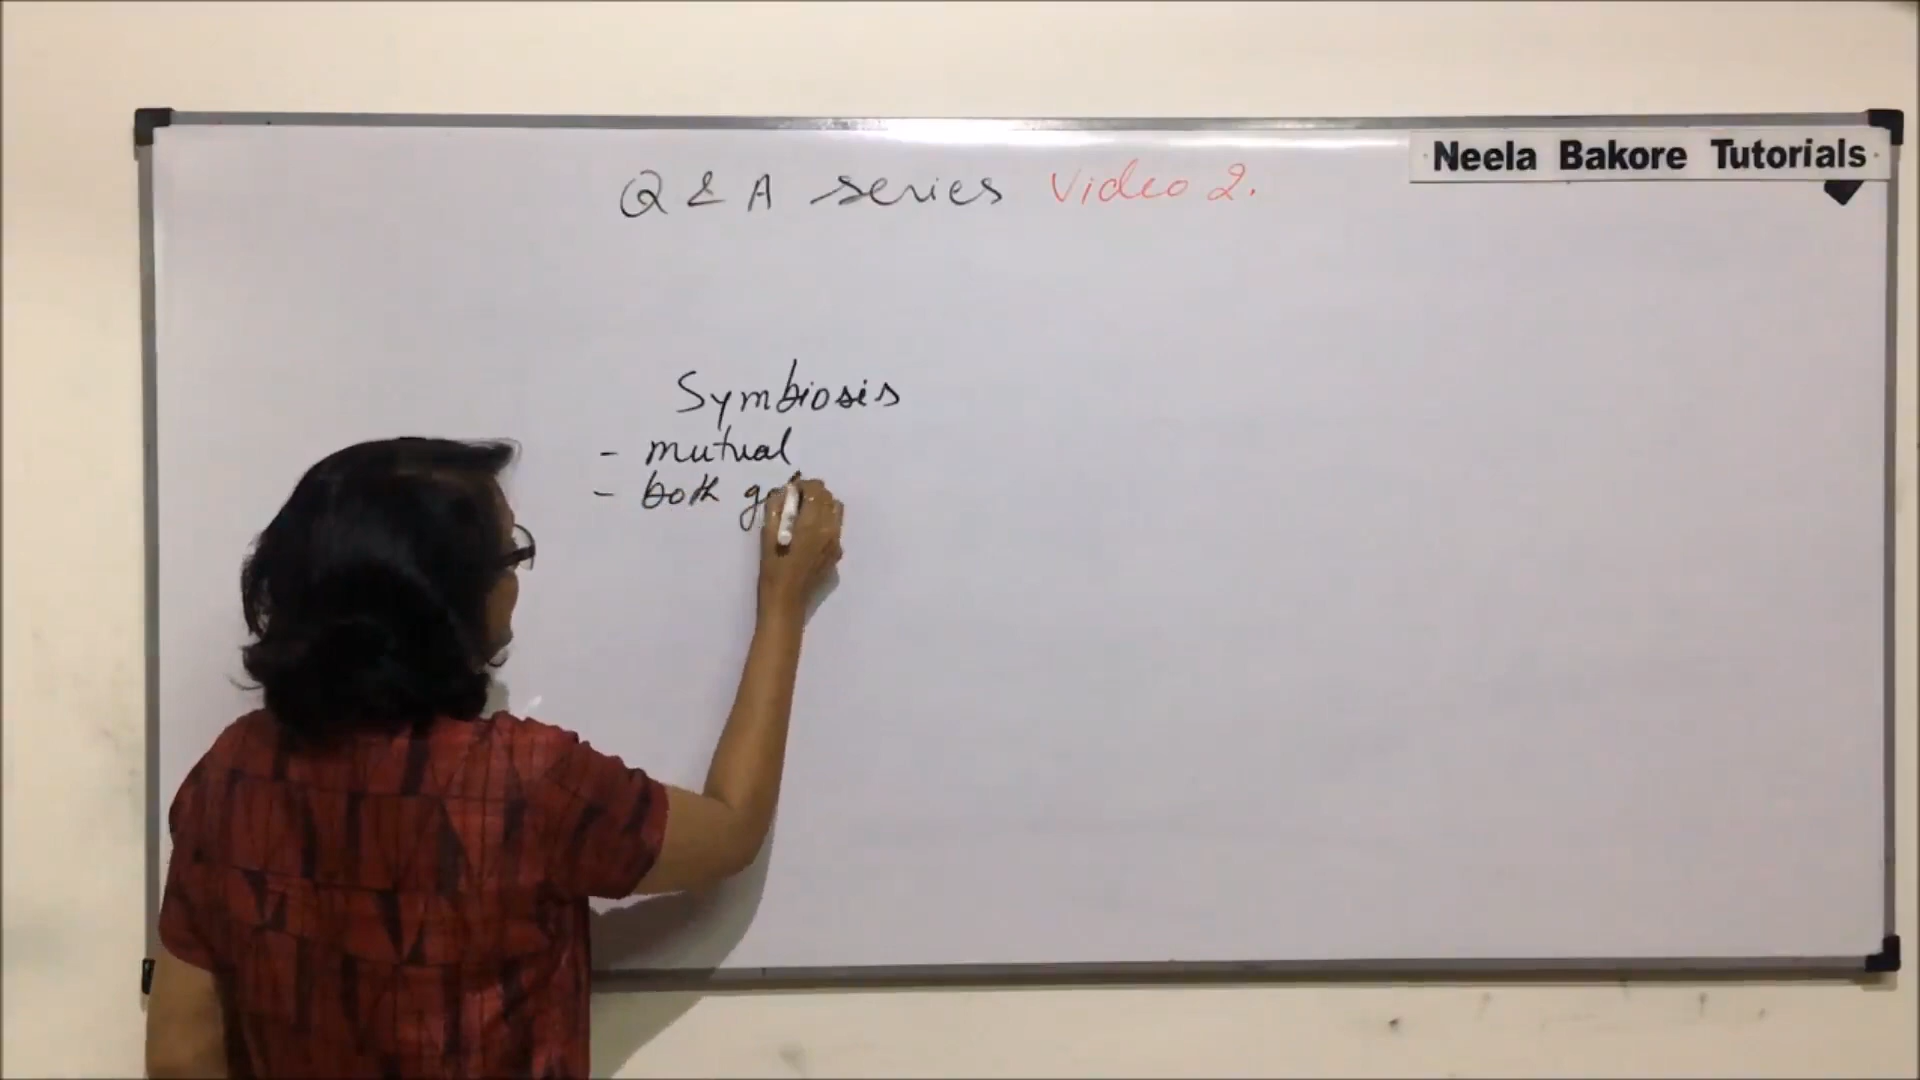 Neela Bakore Tutorials
Q & A series Video 2.
Symbiosis
- mutual
- both